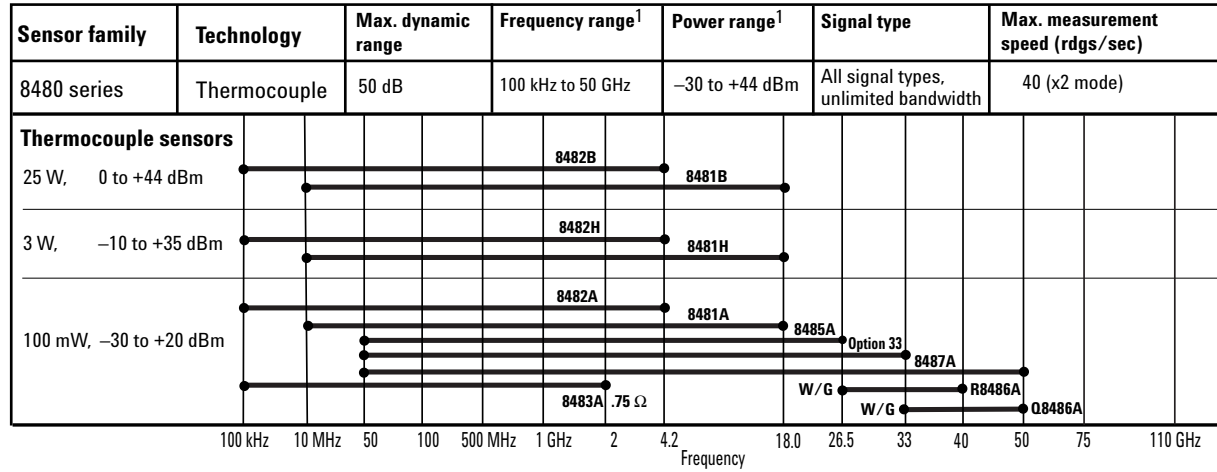 Sensor family
Technology
Max. dynamic
range
Frequency range1
Power range1
Signal type
Max. measurement
speed (rdgs/sec)
8480 series
Thermocouple
50 dB
100 kHz to 50 GHz
–30 to +44 dBm
All signal types,
unlimited bandwidth
40 (x2 mode)
Thermocouple sensors
25 W, 0 to +44 dBm
8482B
8481B
3 W, –10 to +35 dBm
8482H
8481H
100 mW, –30 to +20 dBm
8482A
8481A
8485A
Option 33
8487A
8483A .75 Ω
W/G R8486A
W/G Q8486A
100 kHz 10 MHz 50 100 500 MHz 1 GHz 2 4.2 18.0 26.5 33 40 50 75 110 GHz
Frequency